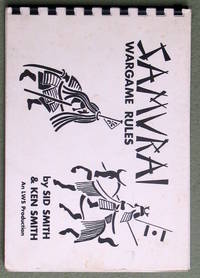 SAMURAI
WARGAME RULES
by SID SMITH
& KEN SMITH
An LWS Production